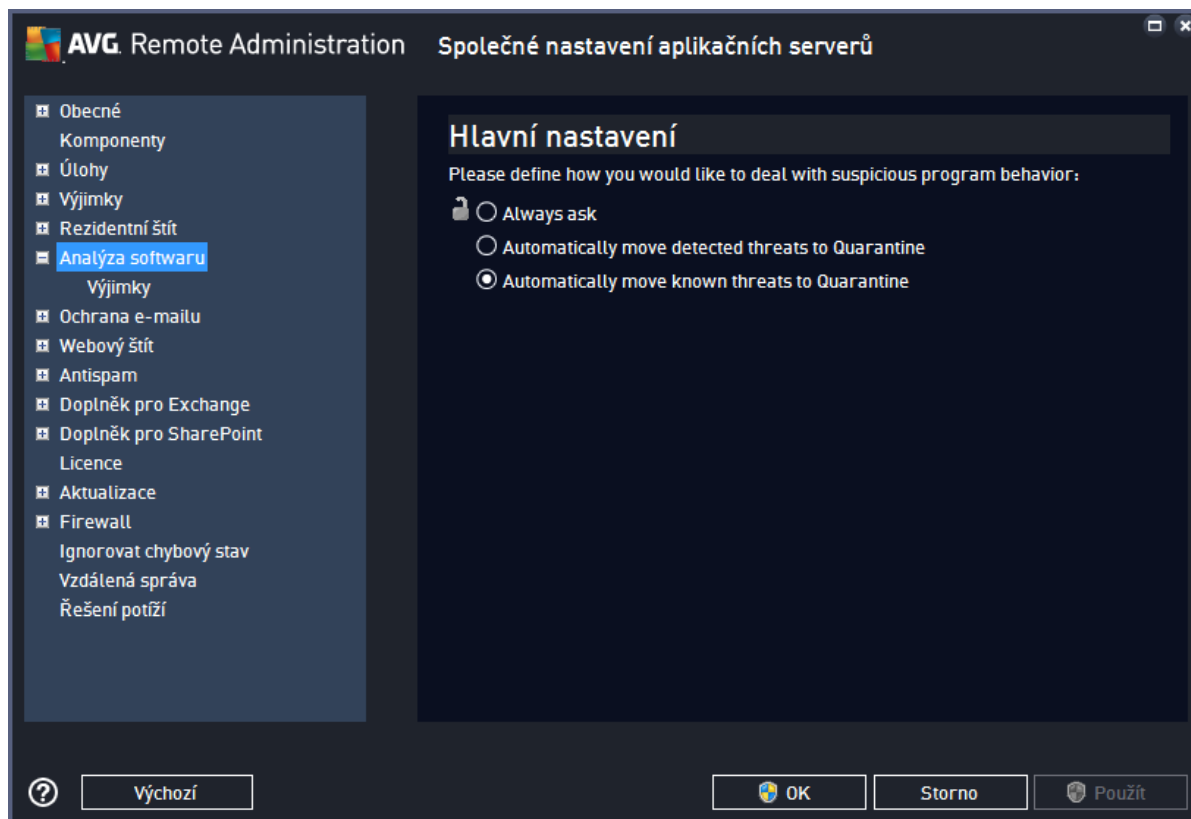 AVG. Remote Administration
Společné nastavení aplikačních serverů
Obecné
Komponenty
Úlohy
Výjimky
Rezidentní štít
Analýza softwaru
Výjimky
Ochrana e-mailu
Webový štít
Antispam
Doplněk pro Exchange
Doplněk pro SharePoint
Licence
Aktualizace
Firewall
Ignorovat chybový stav
Vzdálená správa
Řešení potíží
Hlavní nastavení
Please define how you would like to deal with suspicious program behavior:
Always ask
Automatically move detected threats to Quarantine
Automatically move known threats to Quarantine
Výchozí
OK
Storno
Použít